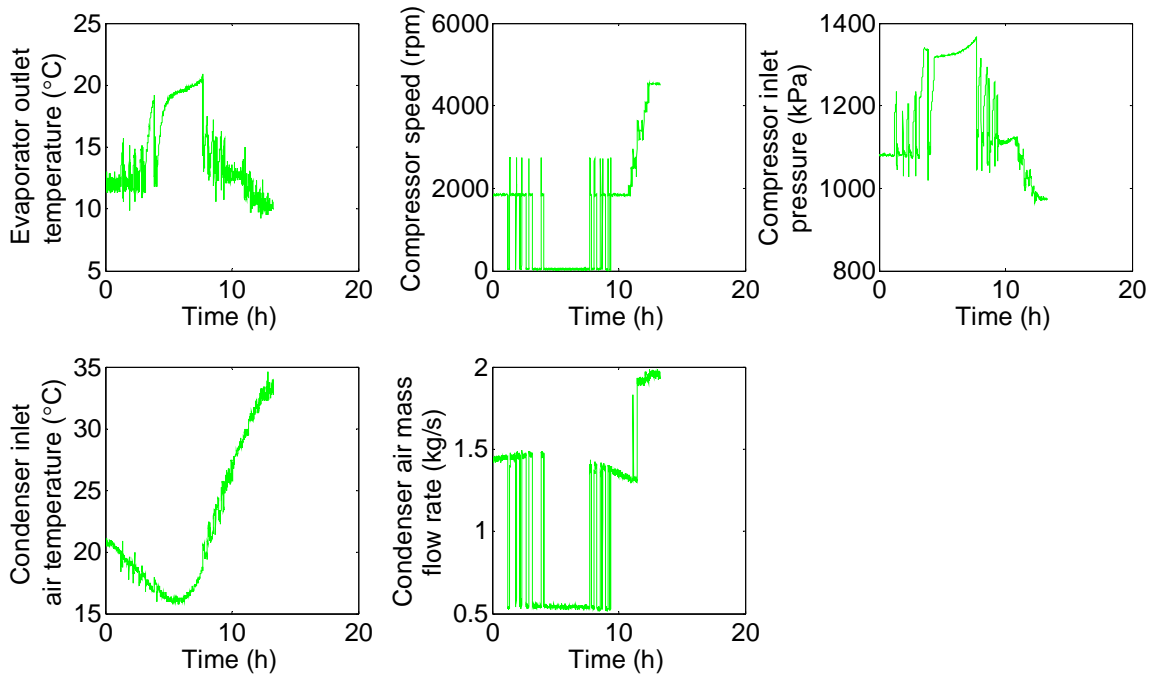 Evaporator outlet
temperature (°C)
25
20
15
10
5
0
10
20
Time (h)
Compressor speed (rpm)
6000
4000
2000
0
0
10
20
Time (h)
Compressor inlet
pressure (kPa)
1400
1200
1000
800
0
10
20
Time (h)
Condenser inlet
air temperature (°C)
35
30
25
20
15
0
10
20
Time (h)
Condenser air mass
flow rate (kg/s)
2
1.5
1
0.5
0
10
20
Time (h)